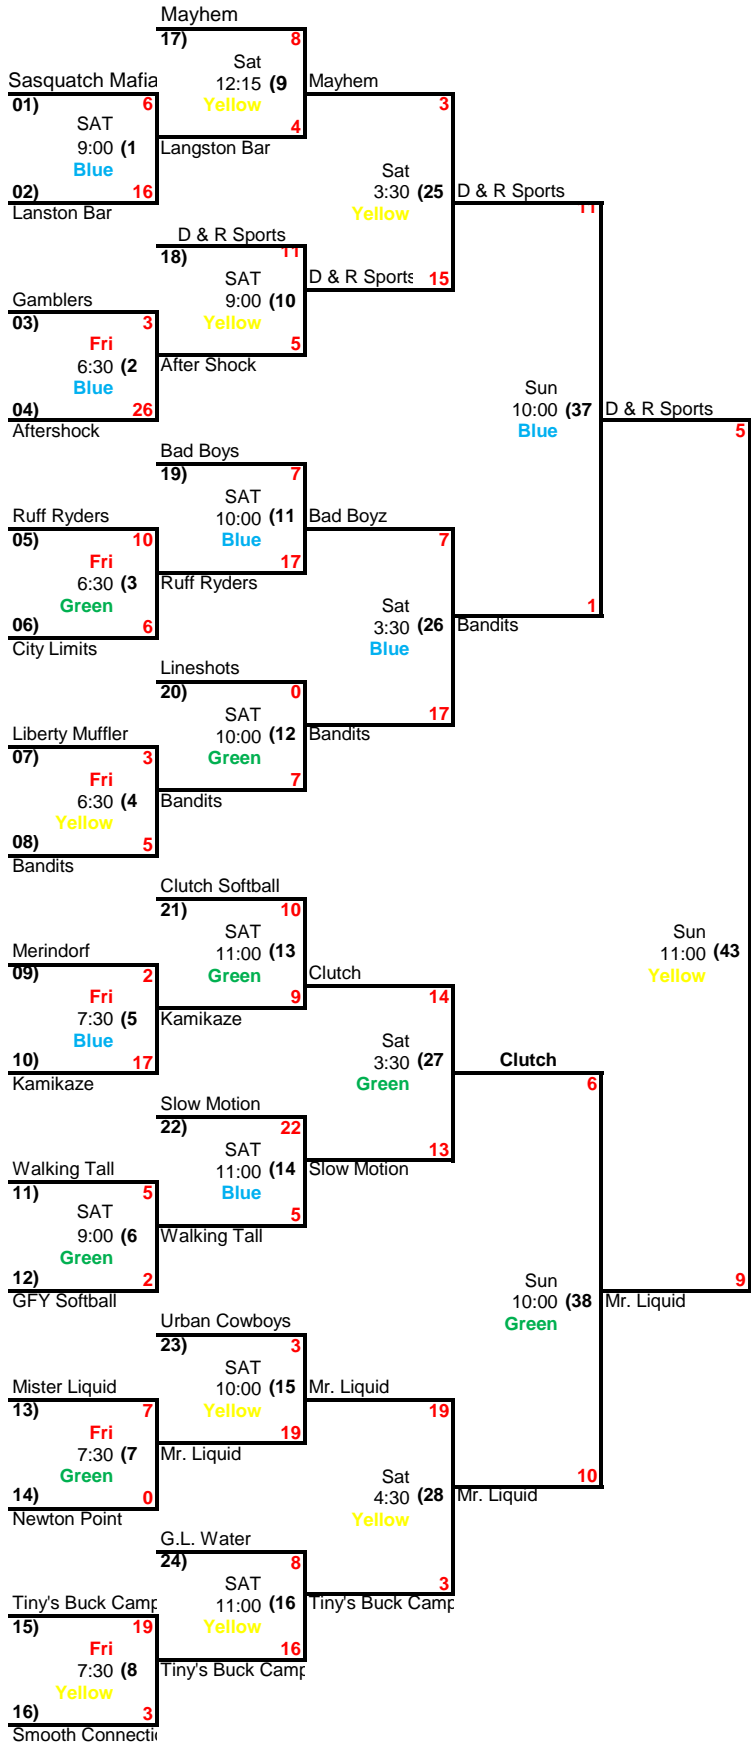 Mayhem
17) 8
Sat
12:15 (9
Yellow
4
Langston Bar
Sasquatch Mafia
01) 6
SAT
9:00 (1
Blue
02) 16
Lanston Bar
Mayhem
3
Sat
3:30 (25
Yellow
D & R Sports 15
D & R Sports
18) 11
SAT
9:00 (10
Yellow
5
After Shock
Gamblers
03) 3
Fri
6:30 (2
Blue
04) 26
Aftershock
D & R Sports
11
Sun
10:00 (37
Blue
1
Bandits
Bad Boys
19) 7
SAT
10:00 (11
Blue
17
Ruff Ryders
Ruff Ryders
05) 10
Fri
6:30 (3
Green
06) 6
City Limits
Bad Boyz
7
Sat
3:30 (26
Blue
17
Bandits
Lineshots
20) 0
SAT
10:00 (12
Green
7
Bandits
Liberty Muffler
07) 3
Fri
6:30 (4
Yellow
08) 5
Bandits
D & R Sports
5
Sun
11:00 (43
Yellow
9
Mr. Liquid
Clutch Softball
21) 10
SAT
11:00 (13
Green
9
Kamikaze
Merindorf
09) 2
Fri
7:30 (5
Blue
10) 17
Kamikaze
Clutch
14
Sat
3:30 (27
Green
13
Slow Motion
Slow Motion
22) 22
SAT
11:00 (14
Blue
5
Walking Tall
Walking Tall
11) 5
SAT
9:00 (6
Green
12) 2
GFY Softball
Clutch
6
Sun
10:00 (38
Green
10
Mr. Liquid
Urban Cowboys
23) 3
SAT
10:00 (15
Yellow
19
Mr. Liquid
Mister Liquid
13) 7
Fri
7:30 (7
Green
14) 0
Newton Point
Mr. Liquid
19
Sat
4:30 (28
Yellow
3
Tiny's Buck Camp
G.L. Water
24) 8
SAT
11:00 (16
Yellow
16
Tiny's Buck Camp
Tiny's Buck Camp
15) 19
Fri
7:30 (8
Yellow
16) 3
Smooth Connecti